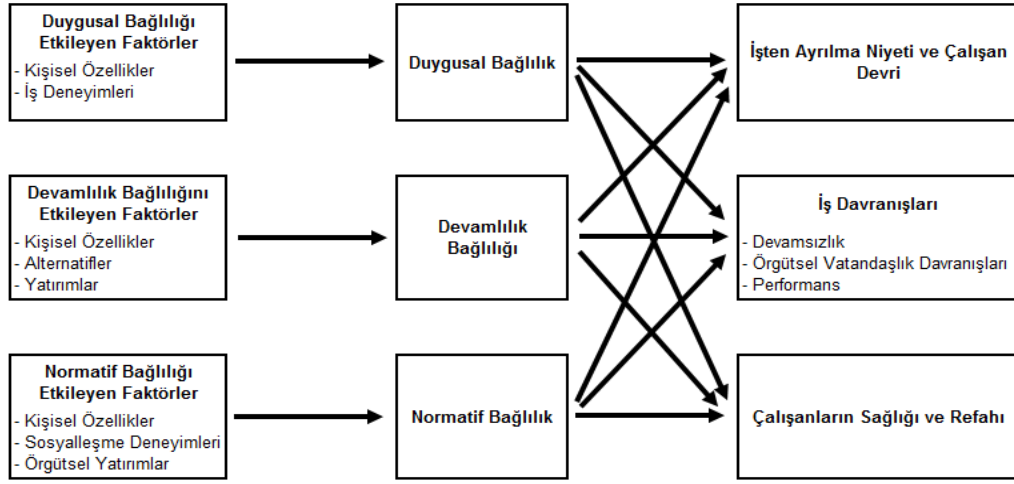 Duygusal Bağlılığı
Etkileyen Faktörler
- Kişisel Özellikler
- İş Deneyimleri
Duygusal Bağlılık
İşten Ayrılma Niyeti ve Çalışan
Devri
Devamlılık Bağlılığını
Etkileyen Faktörler
- Kişisel Özellikler
- Alternatifler
- Yatırımlar
Devamlılık
Bağlılığı
İş Davranışları
- Devamsızlık
- Örgütsel Vatandaşlık Davranışları
- Performans
Normatif Bağlılığı
Etkileyen Faktörler
- Kişisel Özellikler
- Sosyalleşme Deneyimleri
- Örgütsel Yatırımlar
Normatif Bağlılık
Çalışanların Sağlığı ve Refahı